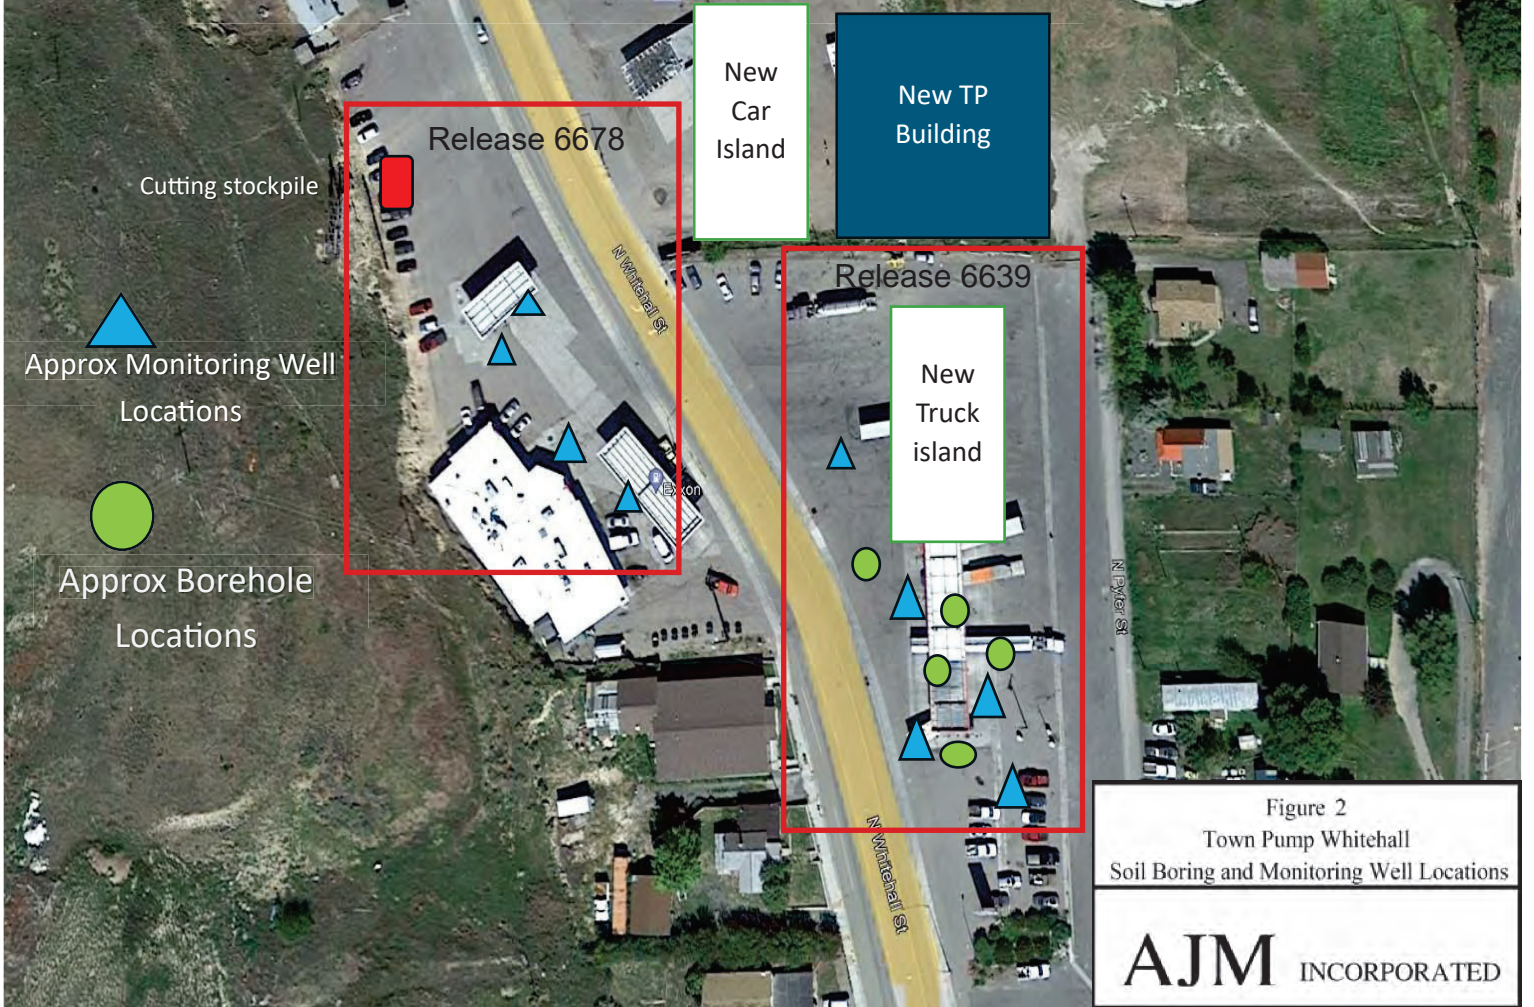 New
Car
Island
New TP
Building
Release 6678
Cutting stockpile
N Whitehall St
Release 6639
Approx Monitoring Well
Locations
New
Truck
island
Exxon
Approx Borehole
Locations
N Pyfer St
N Whitehall St
Figure 2
Town Pump Whitehall
Soil Boring and Monitoring Well Locations
AJM INCORPORATED